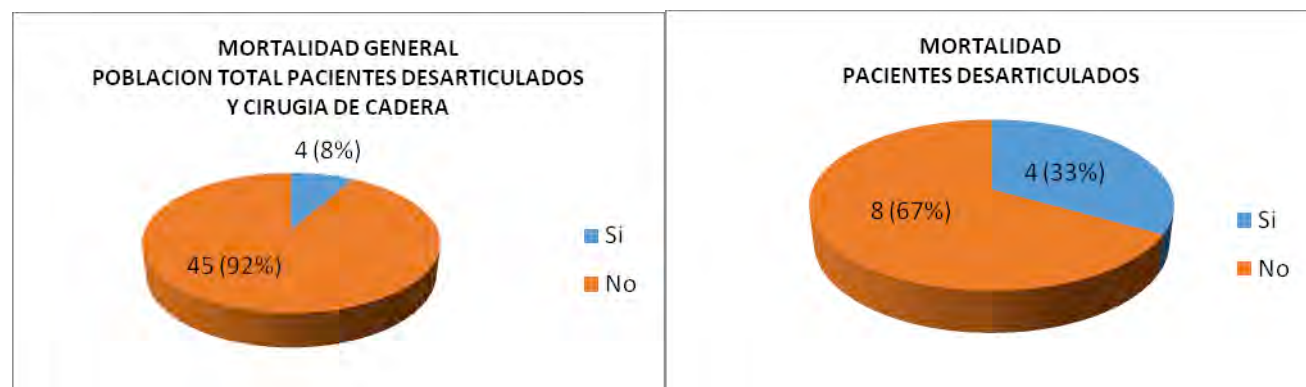 MORTALIDAD GENERAL
POBLACION TOTAL PACIENTES DESARTICULADOS
Y CIRUGIA DE CADERA
4 (8%)
45 (92%)
Si
No
MORTALIDAD
PACIENTES DESARTICULADOS
4 (33%)
8 (67%)
Si
No